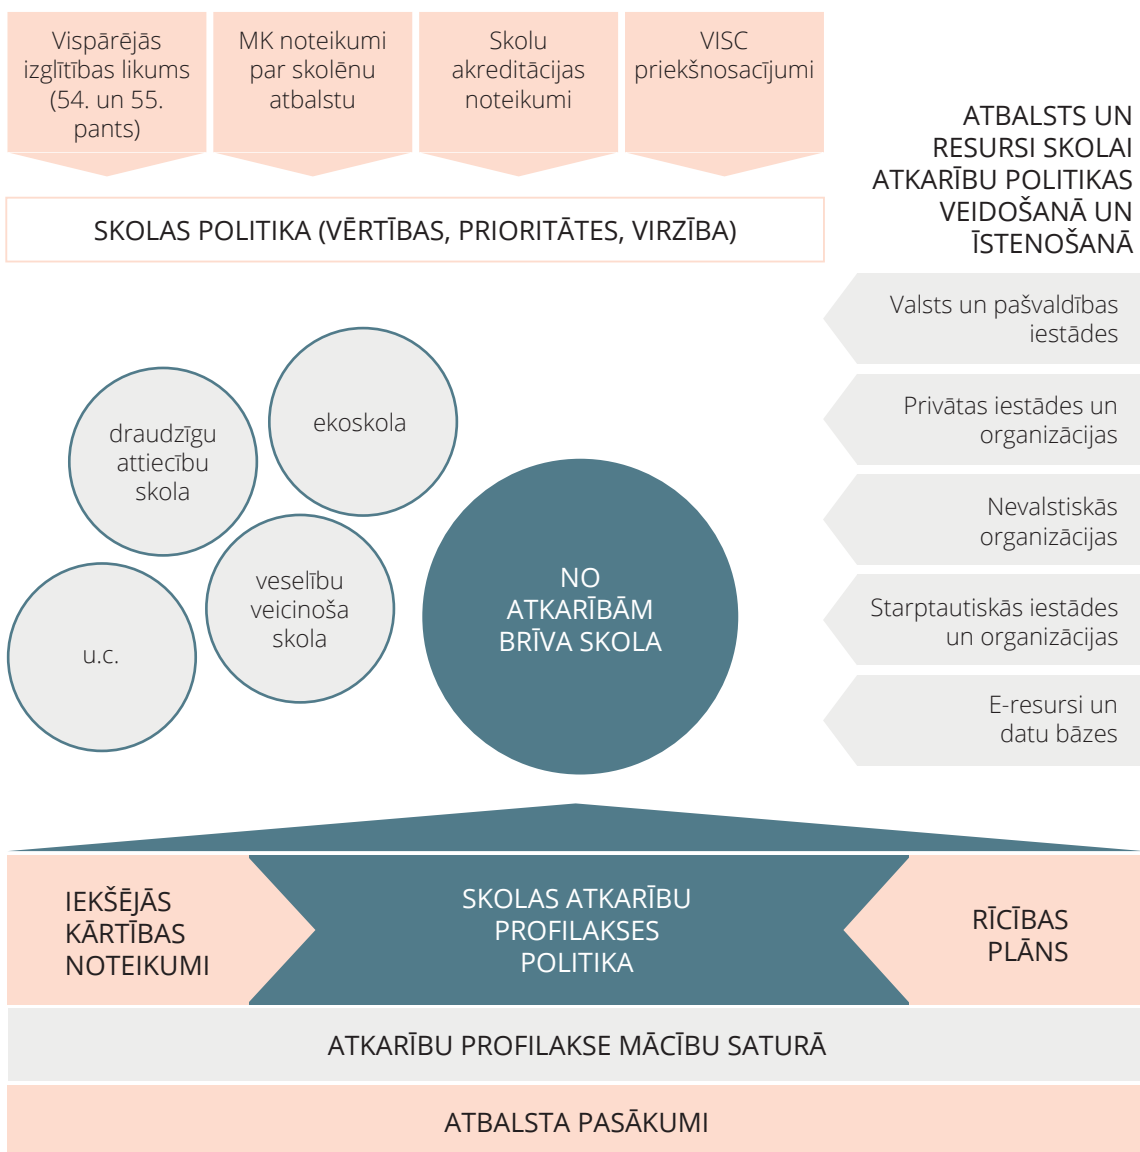 Vispārējās
izglītības likums
(54. un 55.
pants)
MK noteikumi
par skolēnu
atbalstu
Skolu
akreditācijas
noteikumi
VISC
priekšnosacījumi
SKOLAS POLITIKA (VĒRTĪBAS, PRIORITĀTES, VIRZĪBA)
ATBALSTS UN
RESURSI SKOLAI
ATKARĪBU POLITIKAS
VEIDOŠANĀ UN
ĪSTENOŠANĀ
Valsts un pašvaldības
iestādes
Privātas iestādes un
organizācijas
Nevalstiskās
organizācijas
Starptautiskās iestādes
un organizācijas
E-resursi un
datu bāzes
draudzīgu
attiecību
skola
ekoskola
veselību
veicinoša
skola
u.c.
NO
ATKARĪBĀM
BRĪVA SKOLA
IEKŠĒJĀS
KĀRTĪBAS
NOTEIKUMI
SKOLAS ATKARĪBU
PROFILAKSES
POLITIKA
RĪCĪBAS
PLĀNS
ATKARĪBU PROFILAKSE MĀCĪBU SATURĀ
ATBALSTA PASĀKUMI